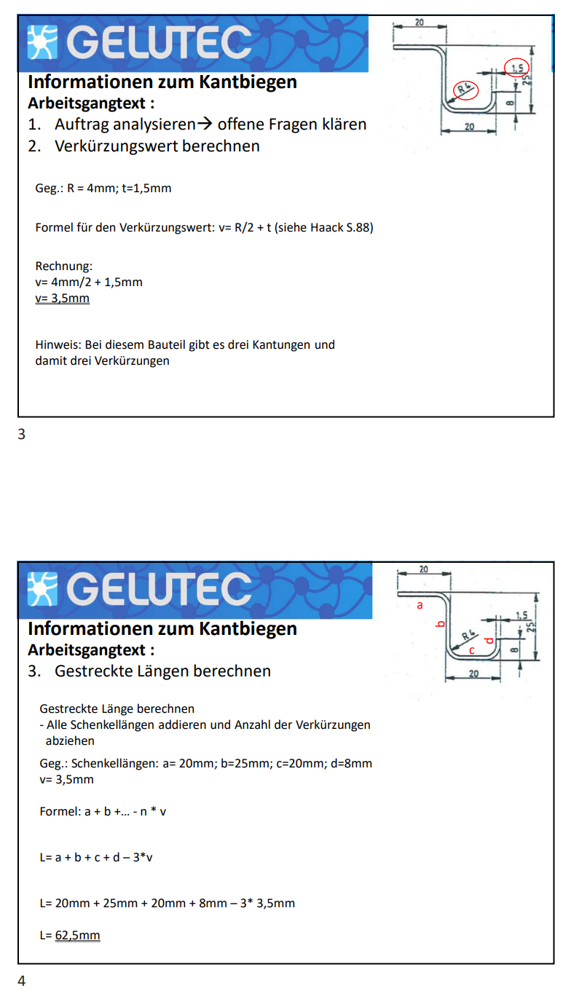 GELUTEC
Informationen zum Kantbiegen
Arbeitsgangtext :
1. Auftrag analysieren→ offene Fragen klären
2. Verkürzungswert berechnen
20
1,5
25
R4
8
20
Geg.: R = 4mm; t=1,5mm
Formel für den Verkürzungswert: v= R/2 + t (siehe Haack S.88)
Rechnung:
v= 4mm/2 + 1,5mm
v= 3,5mm
Hinweis: Bei diesem Bauteil gibt es drei Kantungen und
damit drei Verkürzungen
3
GELUTEC
Informationen zum Kantbiegen
Arbeitsgangtext :
3. Gestreckte Längen berechnen
20
a
b
1,5
25
R4
d
8
c
20
Gestreckte Länge berechnen
- Alle Schenkellängen addieren und Anzahl der Verkürzungen
abziehen
Geg.: Schenkellängen: a= 20mm; b=25mm; c=20mm; d=8mm
v= 3,5mm
Formel: a + b +... - n * v
L= a + b + c + d – 3*v
L= 20mm + 25mm + 20mm + 8mm – 3* 3,5mm
L= 62,5mm
4